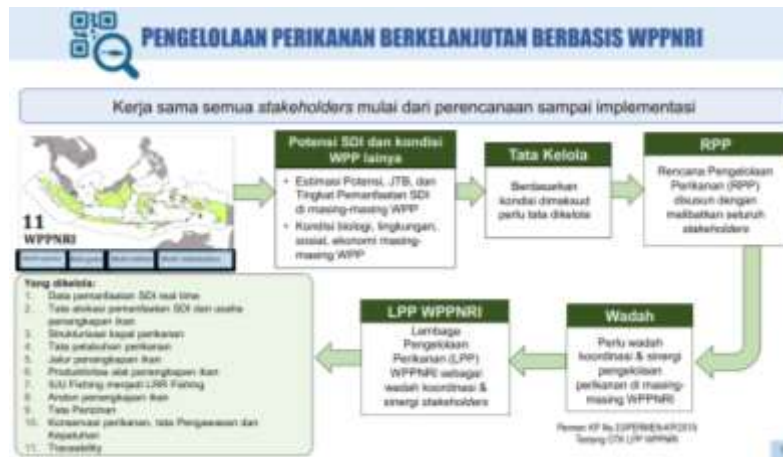 PENGELOLAAN PERIKANAN BERKELANJUTAN BERBASIS WPPNRI
Kerja sama semua stakeholders mulai dari perencanaan sampai implementasi
11
WPPNRI
Potensi SDI dan kondisi
WPP lainya
• Estimasi Potensi, JTB, dan
Tingkat Pemanfaatan SDI
di masing-masing WPP
• Kondisi biologi, lingkungan,
sosial, ekonomi masing-
masing WPP
Tata Kelola
Berdasarkan
kondisi dimaksud
perlu tata dikelola
RPP
Rencana Pengelolaan
Perikanan (RPP)
disusun dengan
melibatkan seluruh
stakeholders
Wadah
Perlu wadah
koordinasi & sinergi
pengelolaan
perikanan di masing-
masing WPPNRI
LPP WPPNRI
Lembaga
Pengelolaan
Perikanan (LPP)
WPPNRI sebagai
wadah koordinasi &
sinergi stakeholders
Yang dikelola:
1. Data pemanfaatan SDI real time
2. Tata alokasi pemanfaatan SDI dan usaha
penangkapan ikan
3. Strukturisasi kapal perikanan
4. Tata pelabuhan perikanan
5. Jalur penangkapan ikan
6. Produktivitas alat penangkapan ikan
7. IUU Fishing menjadi LRR Fishing
8. Andon penangkapan ikan
9. Tata Perizinan
10. Konservasi perikanan, tata Pengawasan dan
Kepatuhan
11. Traceability
Permen KP No.
Tentang OTK LPP WPPNRI